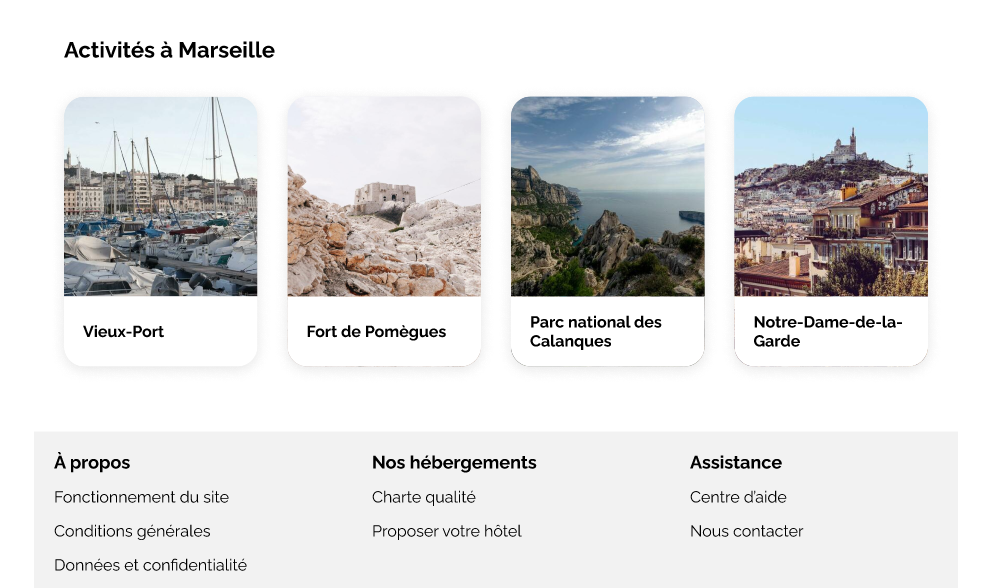 Activités à Marseille
Vieux-Port
Fort de Pomègues
Parc national des
Calanques
Notre-Dame-de-la-
Garde
À propos
Fonctionnement du site
Conditions générales
Données et confidentialité
Nos hébergements
Charte qualité
Proposer votre hôtel
Assistance
Centre d'aide
Nous contacter